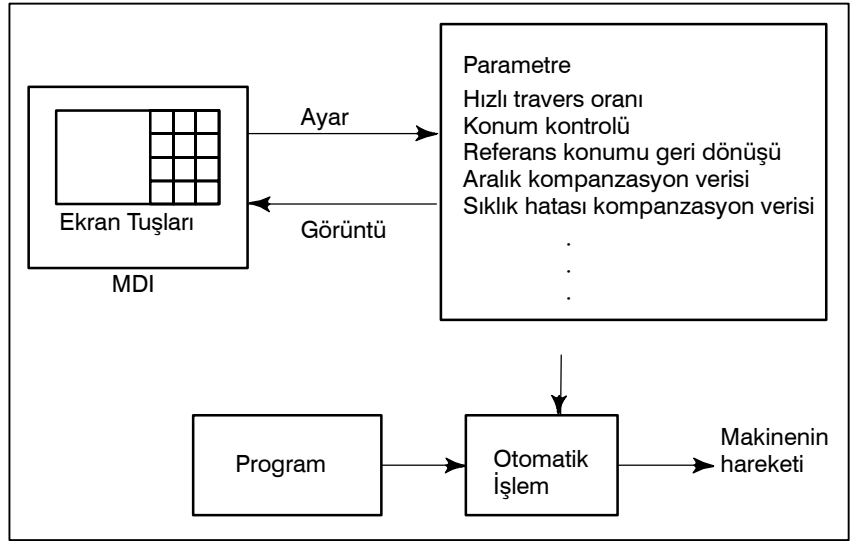 Ekran Tuşları
MDI
Ayar
Görüntü
Parametre
Hızlı travers oranı
Konum kontrolü
Referans konumu geri dönüşü
Aralık kompanzasyon verisi
Sıklık hatası kompanzasyon verisi
.
.
.
Program
Otomatik
İşlem
Makinenin
hareketi